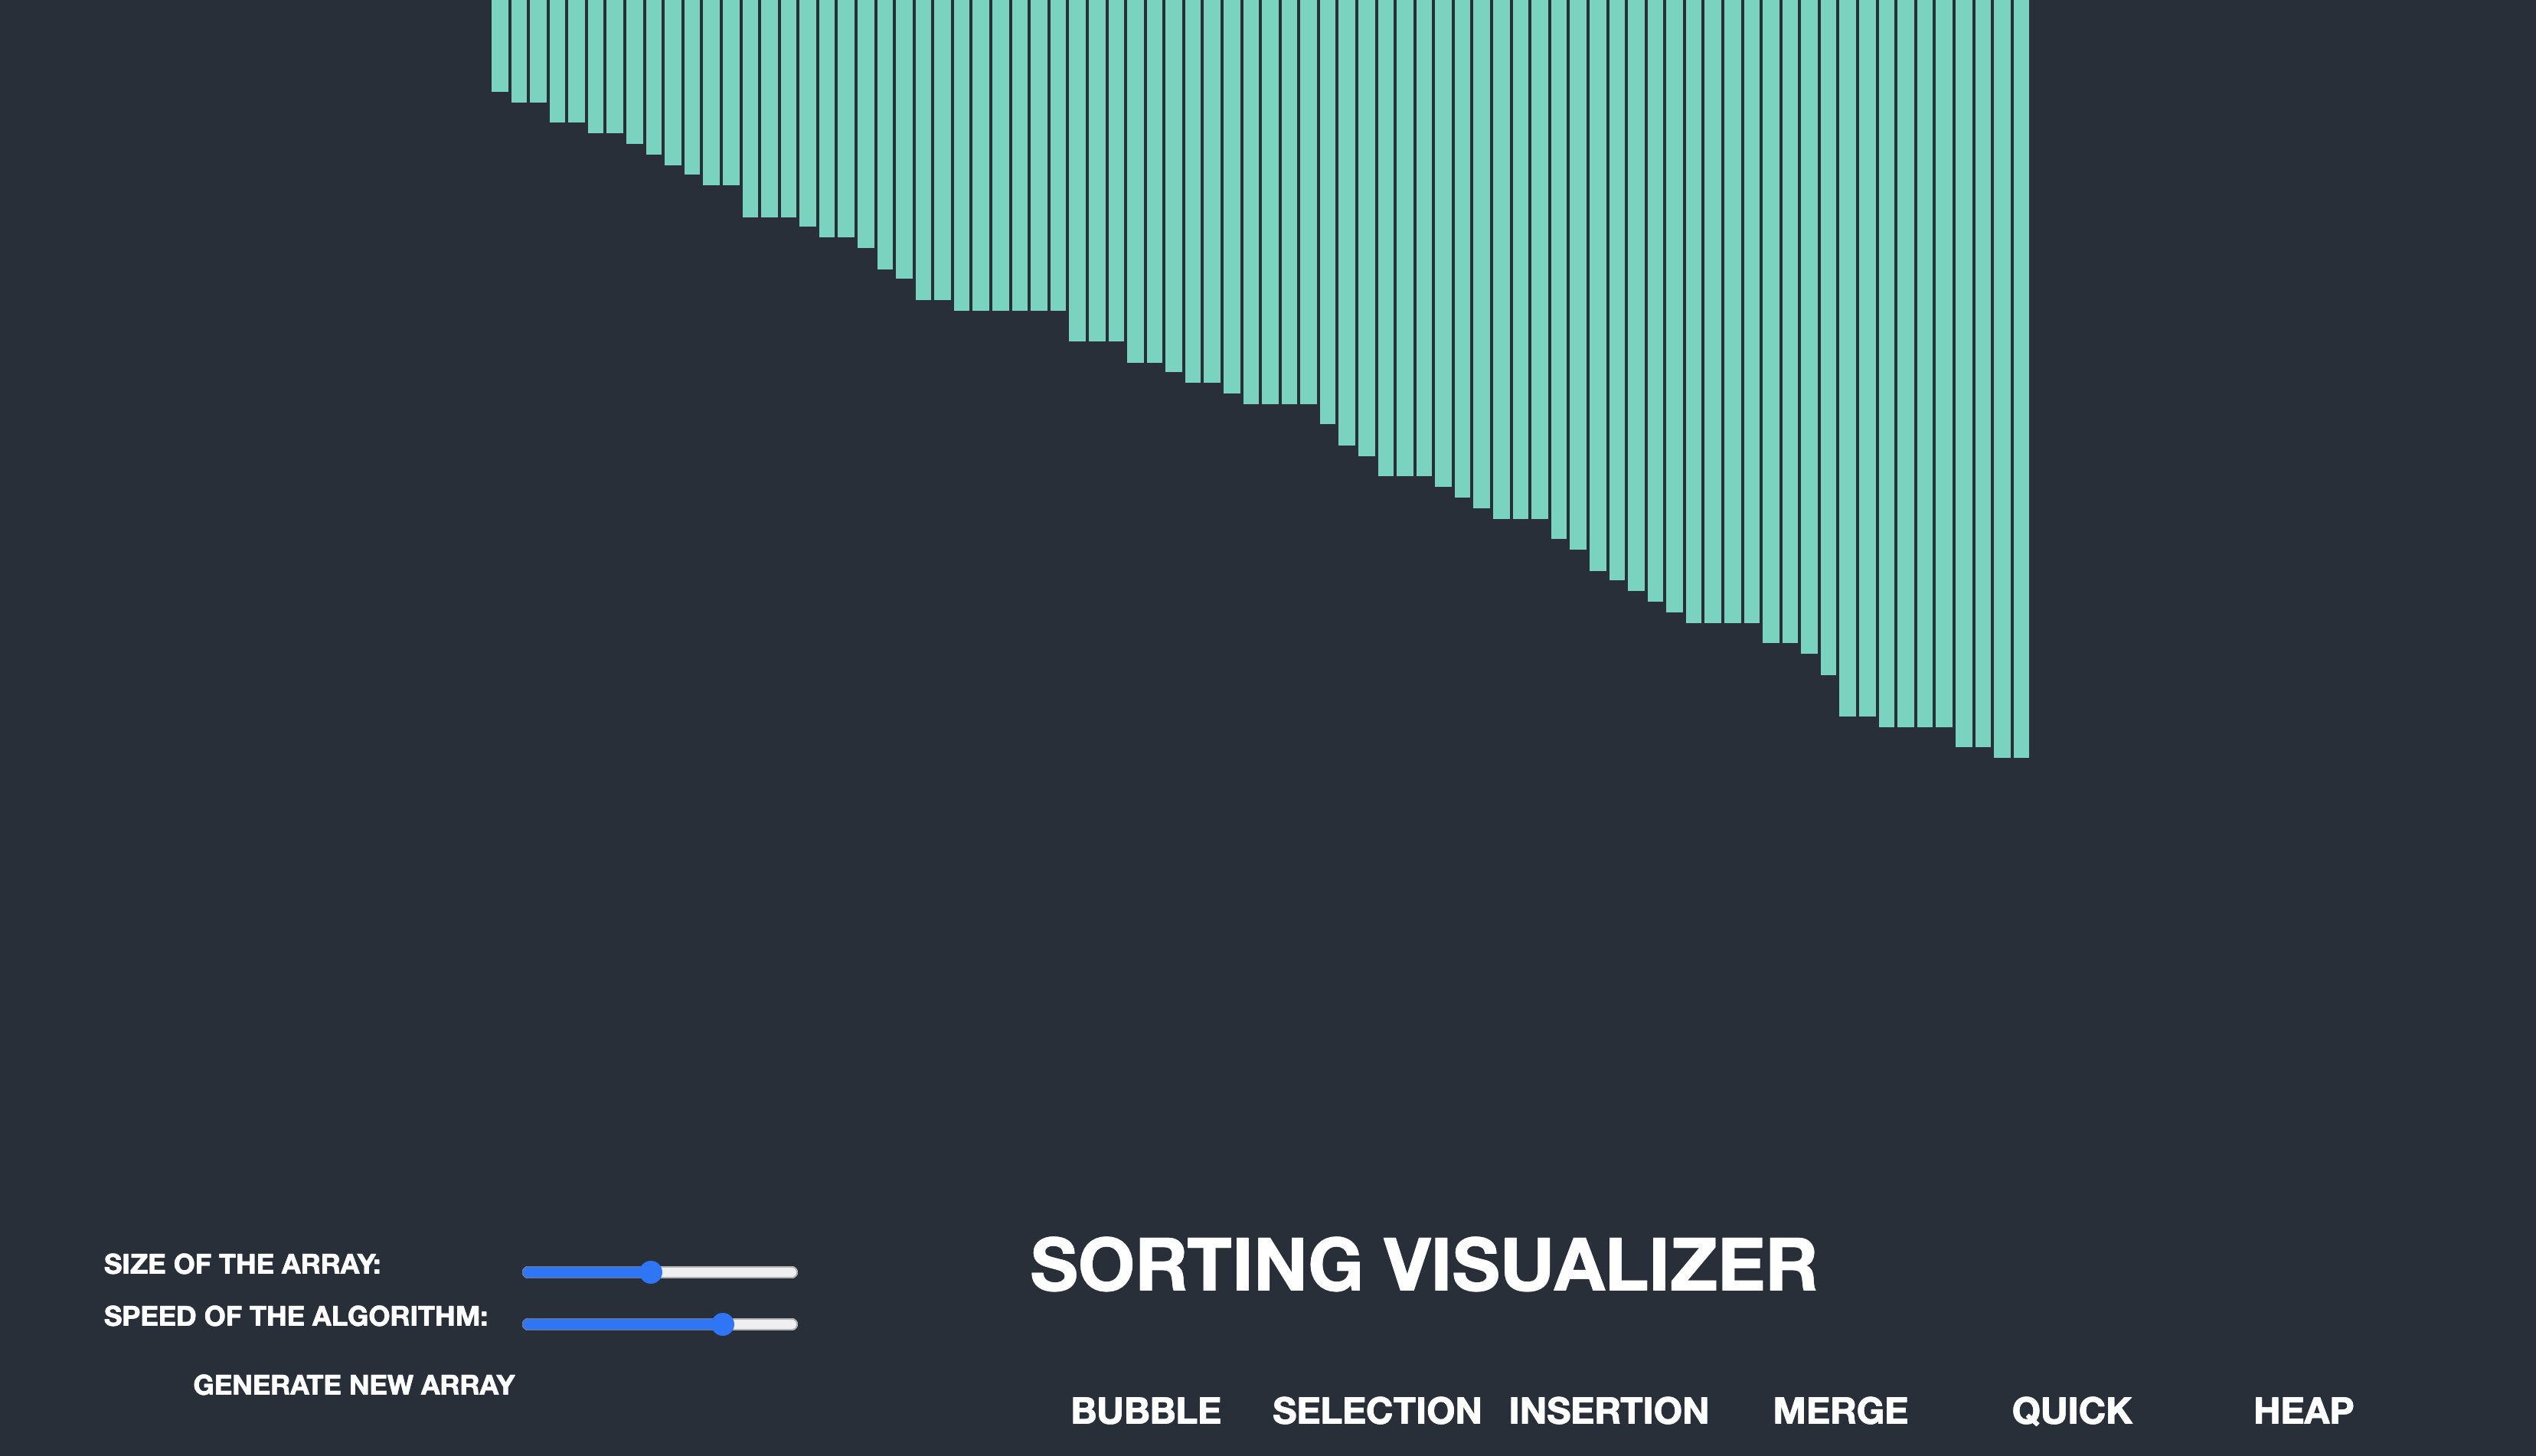 SIZE OF THE ARRAY:
SPEED OF THE ALGORITHM:
GENERATE NEW ARRAY
SORTING VISUALIZER
BUBBLE SELECTION INSERTION MERGE QUICK HEAP